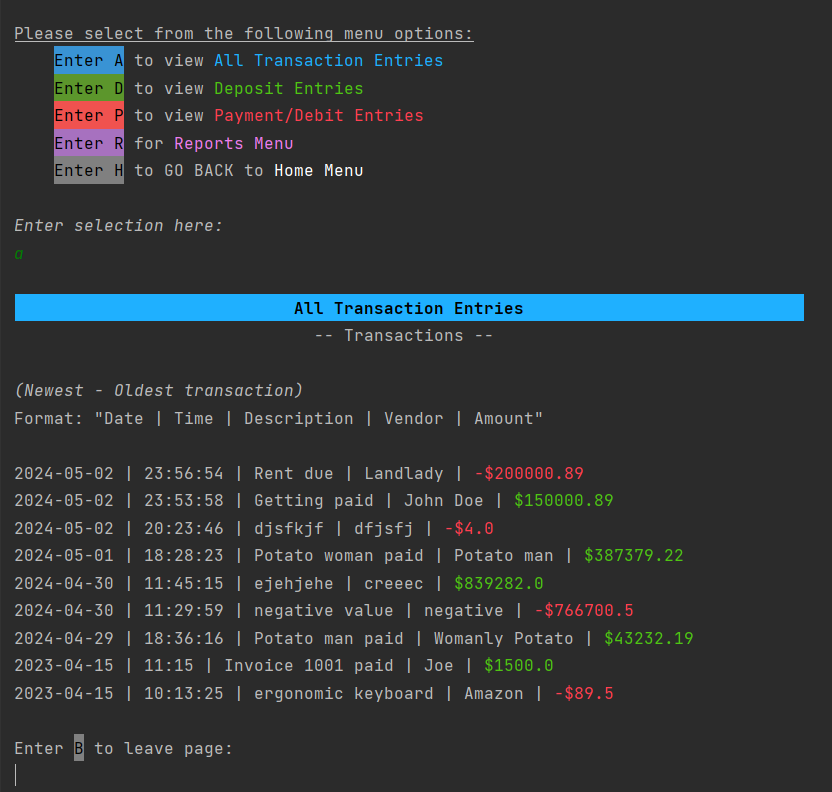 Please select from the following menu options:
Enter A to view All Transaction Entries
Enter D to view Deposit Entries
Enter P to view Payment/Debit Entries
Enter R for Reports Menu
Enter H to GO BACK to Home Menu
Enter selection here:
a
All Transaction Entries
-- Transactions --
(Newest - Oldest transaction)
Format: "Date | Time | Description | Vendor | Amount"
2024-05-02 | 23:56:54 | Rent due | Landlady | -$200000.89
2024-05-02 | 23:53:58 | Getting paid | John Doe | $150000.89
2024-05-02 | 20:23:46 | djsfkjf | dfjsfj | -$4.0
2024-05-01 | 18:28:23 | Potato woman paid | Potato man | $387379.22
2024-04-30 | 11:45:15 | ejehjehe | creeec | $839282.0
2024-04-30 | 11:29:59 | negative value | negative | -$766700.5
2024-04-29 | 18:36:16 | Potato man paid | Womanly Potato | $43232.19
2023-04-15 | 11:15 | Invoice 1001 paid | Joe | $1500.0
2023-04-15 | 10:13:25 | ergonomic keyboard | Amazon | -$89.5
Enter B to leave page: